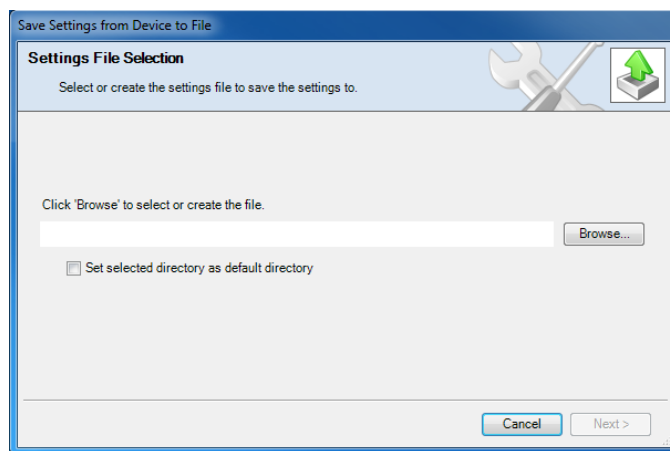 Save Settings from Device to File
Settings File Selection
Select or create the settings file to save the settings to.
Click 'Browse' to select or create the file.
Browse...
Set selected directory as default directory
Cancel
Next >